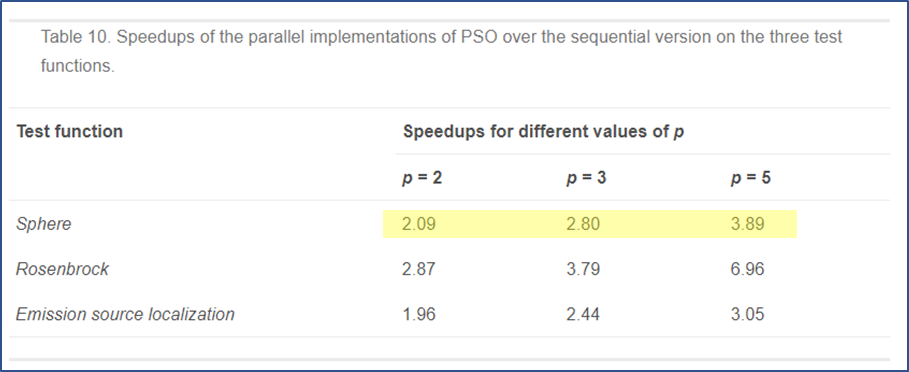 Table 10. Speedups of the parallel implementations of PSO over the sequential version on the three test
functions.
Test function Speedups for different values of p
p = 2 p = 3 p = 5
Sphere 2.09 2.80 3.89
Rosenbrock 2.87 3.79 6.96
Emission source localization 1.96 2.44 3.05